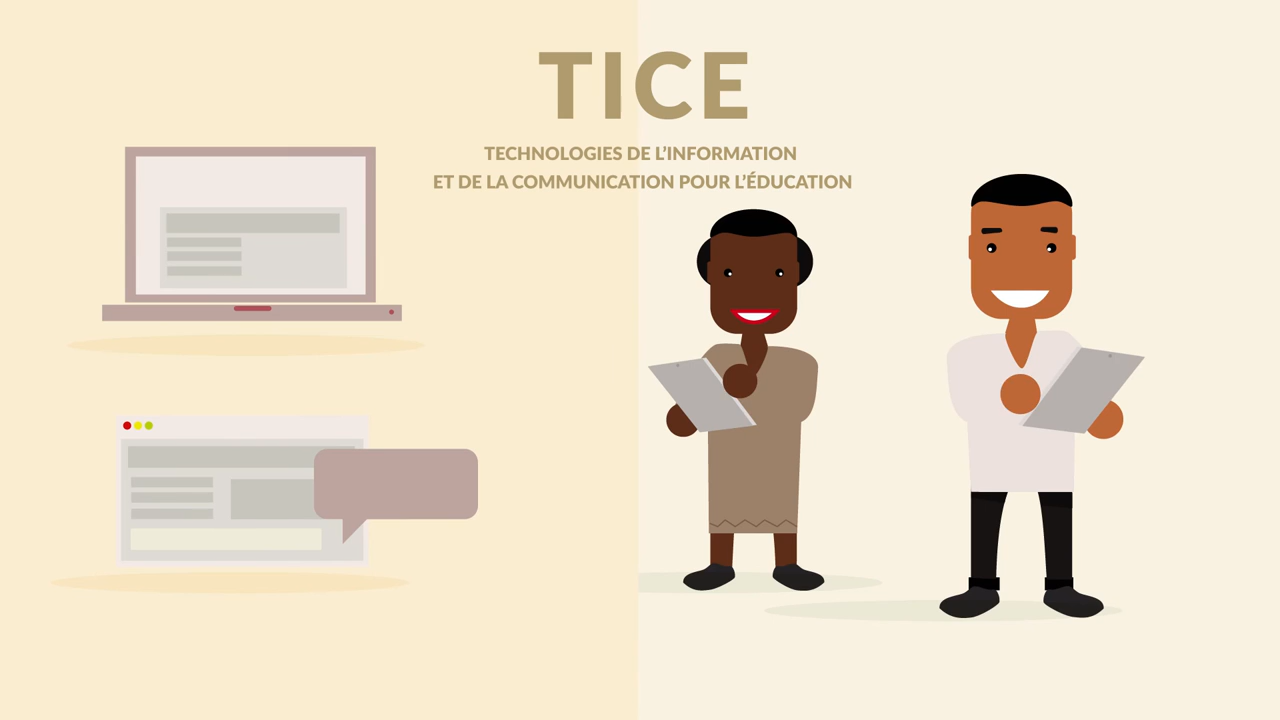 TICE
TECHNOLOGIES DE L’INFORMATION
ET DE LA COMMUNICATION POUR L’ÉDUCATION